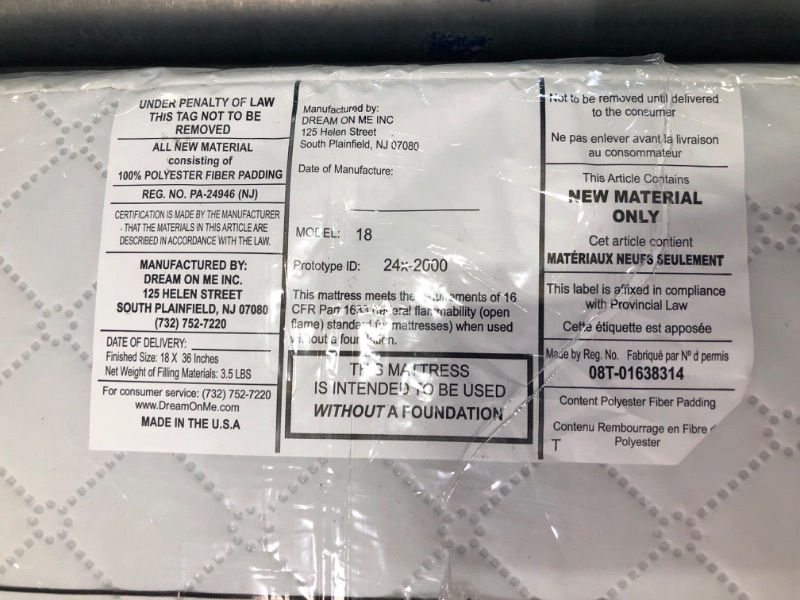 UNDER PENALTY OF LAW
THIS TAG NOT TO BE
REMOVED
ALL NEW MATERIAL
consisting of
100% POLYESTER FIBER PADDING
REG. NO. PA-24946 (NJ)
CERTIFICATION IS MADE BY THE MANUFACTURER
THAT THE MATERIALS IN THIS ARTICLE ARE
DESCRIBED IN ACCORDANCE WITH THE LAW.
MANUFACTURED BY:
DREAM ON ME INC.
125 HELEN STREET
SOUTH PLAINFIELD, NJ 07080
(732) 752-7220
DATE OF DELIVERY:
Finished Size: 18 X 36 Inches
Net Weight of Filling Materials: 3.5 LBS
For consumer service: (732) 752-7220
www.DreamOnMe.com
MADE IN THE U.S.A
Manufactured by:
DREAM ON ME INC
125 Helen Street
South Plainfield, NJ 07080
Date of Manufacture:
MODEL: 18
Prototype ID: 24x-2000
This mattress meets the requirements of 16
CFR Part 1633 federal flammability (open
flame) standard for mattresses) when used
without a foundation.
THIS MATTRESS
IS INTENDED TO BE USED
WITHOUT A FOUNDATION
Not to be removed until delivered
to the consumer
Ne pas enlever avant la livraison
au consommateur
This Article Contains
NEW MATERIAL
ONLY
Cet article contient
MATÉRIAUX NEUFS SEULEMENT
This label is affixed in compliance
with Provincial Law
Cette étiquette est apposée
Made by Reg. No. Fabriqué par Nº d permis
08T-01638314
Content Polyester Fiber Padding
Contenu Rembourrage en Fibre
Polyester
T